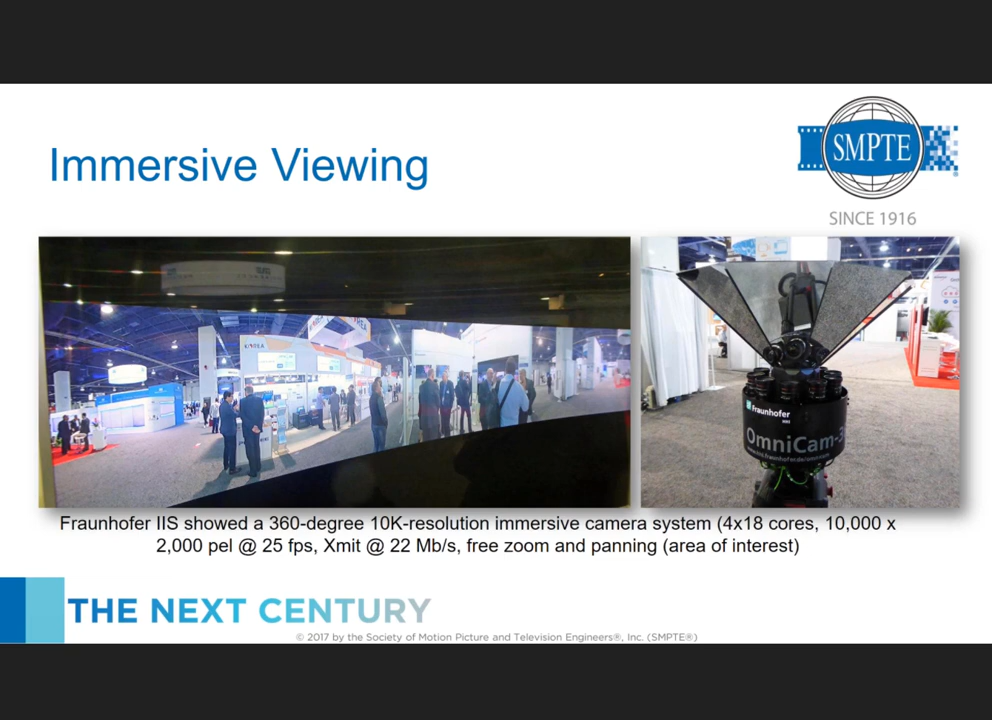 Immersive Viewing
SMPTE
®
SINCE 1916
Fraunhofer
OmniCam-3
Fraunhofer IIS showed a 360-degree 10K-resolution immersive camera system (4x18 cores, 10,000 x
2,000 pel @ 25 fps, Xmit @ 22 Mb/s, free zoom and panning (area of interest)
THE NEXT CENTURY
© 2017 by the Society of Motion Picture and Television Engineers®, Inc. (SMPTE®)